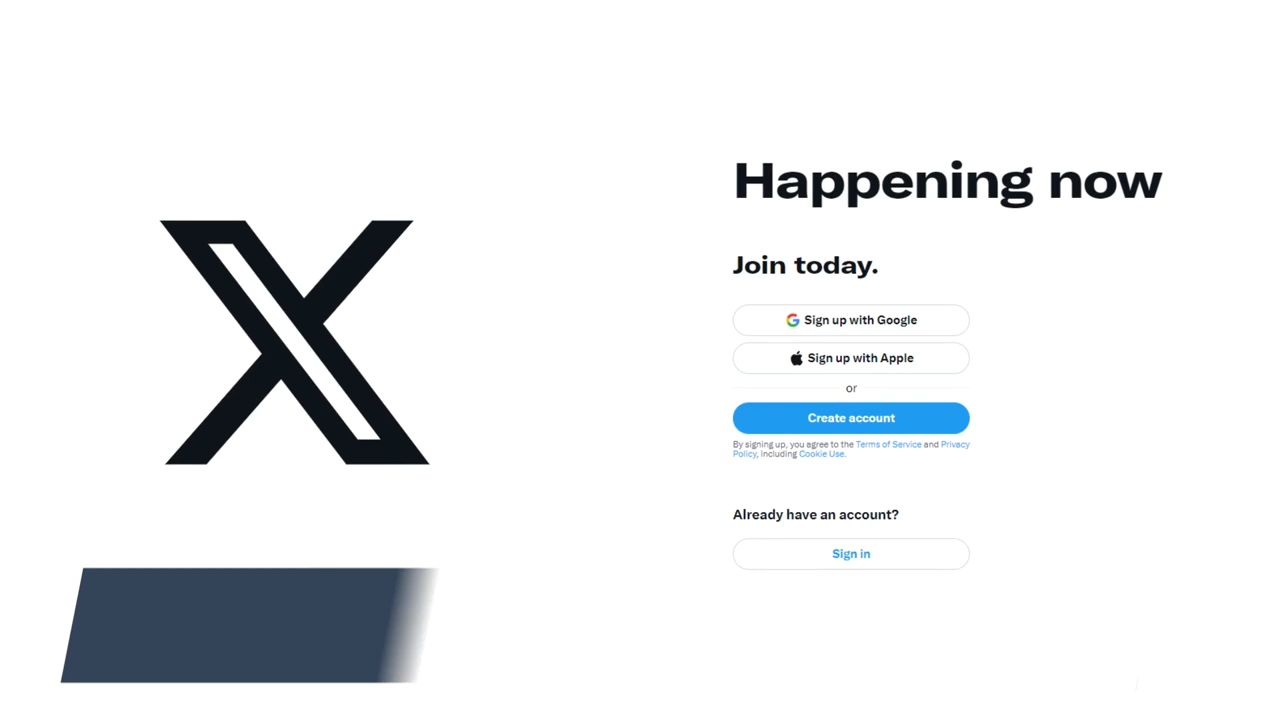 Happening now
Join today.
Sign up with Google
Sign up with Apple
or
Create account
By signing up, you agree to the Terms of Service and Privacy
Policy, including Cookie Use.
Already have an account?
Sign in